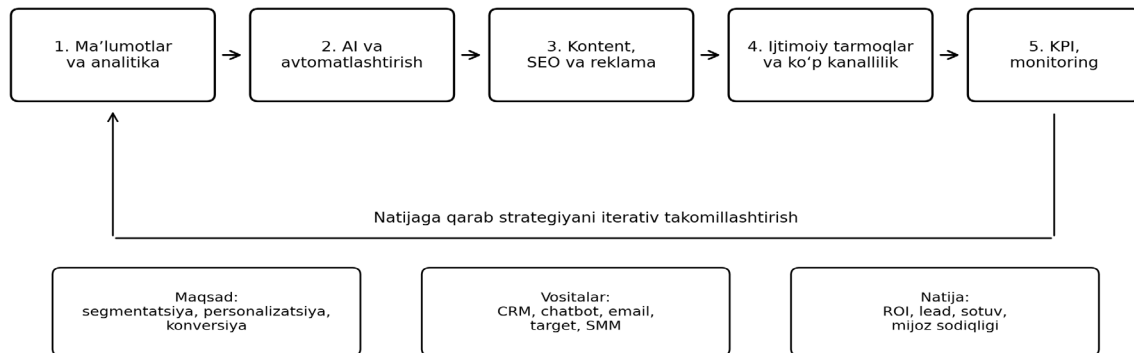 1. Ma’lumotlar
va analitika
2. AI va
avtomatlashtirish
3. Kontent,
SEO va reklama
4. Ijtimoiy tarmoqlar
va ko‘p kanallilik
5. KPI,
monitoring
Natijaga qarab strategiyani iterativ takomillashtirish
Maqsad:
segmentatsiya, personalizatsiya,
konversiya
Vositalar:
CRM, chatbot, email,
target, SMM
Natija:
ROI, lead, sotuv,
mijoz sodiqligi